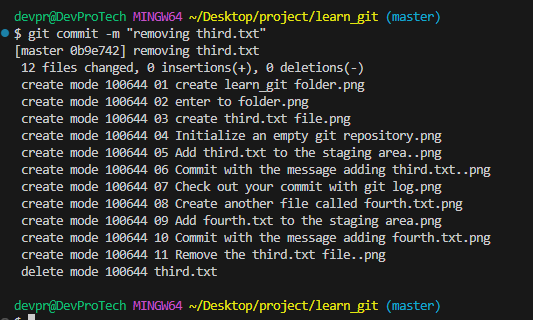 devpr@DevProTech MINGW64 ~/Desktop/project/learn_git (master)
$ git commit -m "removing third.txt"
[master 0b9e742] removing third.txt
 12 files changed, 0 insertions(+), 0 deletions(-)
 create mode 100644 01 create learn_git folder.png
 create mode 100644 02 enter to folder.png
 create mode 100644 03 create third.txt file.png
 create mode 100644 04 Initialize an empty git repository.png
 create mode 100644 05 Add third.txt to the staging area..png
 create mode 100644 06 Commit with the message adding third.txt..png
 create mode 100644 07 Check out your commit with git log.png
 create mode 100644 08 Create another file called fourth.txt.png
 create mode 100644 09 Add fourth.txt to the staging area.png
 create mode 100644 10 Commit with the message adding fourth.txt.png
 create mode 100644 11 Remove the third.txt file..png
 delete mode 100644 third.txt
devpr@DevProTech MINGW64 ~/Desktop/project/learn_git (master)
$